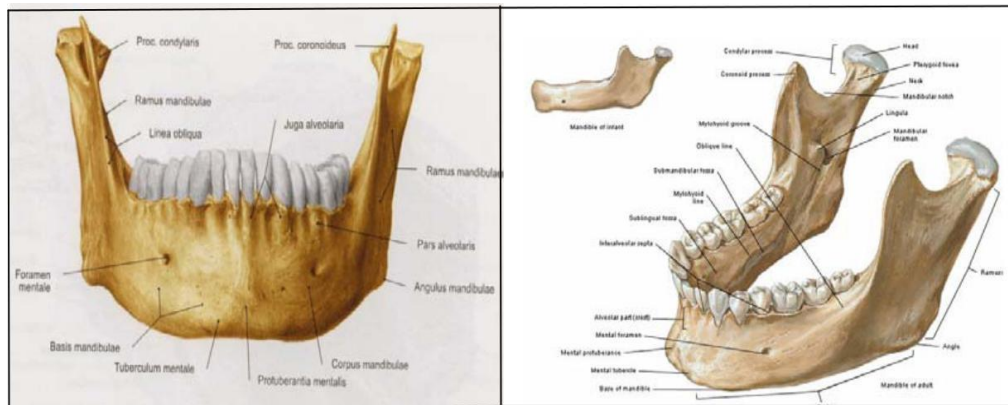 Proc. condylaris
Proc. coronoideus
Ramus mandibulae
Linea obliqua
Juga alveolaria
Ramus mandibulae
Pars alveolaris
Foramen
mentale
Angulus mandibulae
Basis mandibulae
Tuberculum mentale
Protuberantia mentalis
Corpus mandibulae
Mandible of infant
Condylar process
Coronoid process
Head
Pterygoid fovea
Neck
Mandibular notch
Lingula
Mandibular
foramen
Mylohyoid groove
Oblique line
Submandibular fossa
Mylohyoid
line
Sublingual fossa
Interalveolar septa
Ramus
Alveolar part (crest)
Mental foramen
Mental protuberance
Mental tubercle
Base of mandible
Angle
Mandible of adult